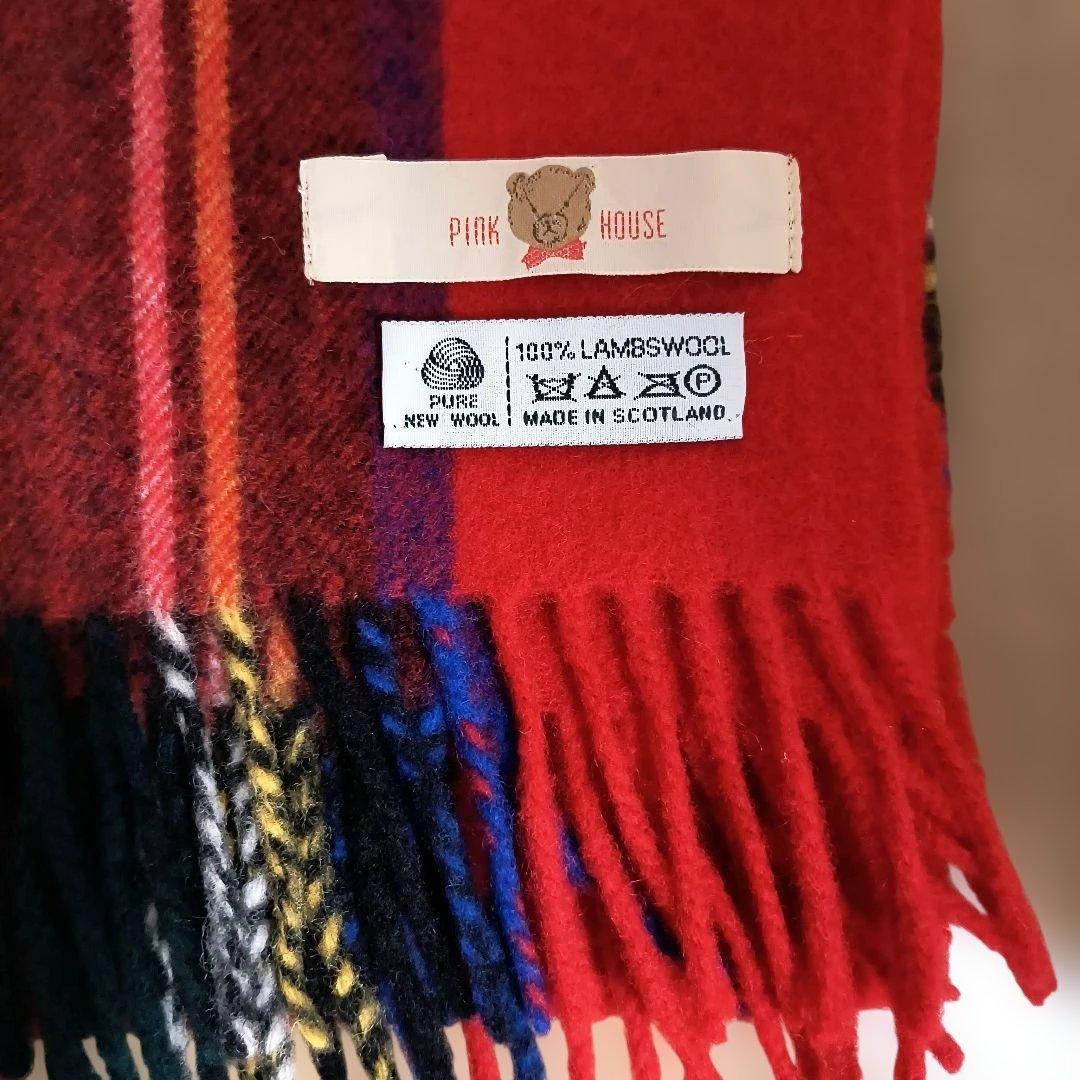 PINK HOUSE
PURE
NEW WOOL
100% LAMBSWOOL
P
MADE IN SCOTLAND